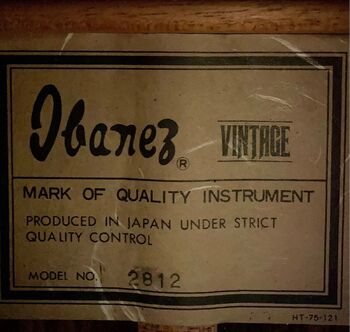 Ibanez ® VINTAGE
MARK OF QUALITY INSTRUMENT
PRODUCED IN JAPAN UNDER STRICT
QUALITY CONTROL
MODEL NO. 2812
HT-75-121